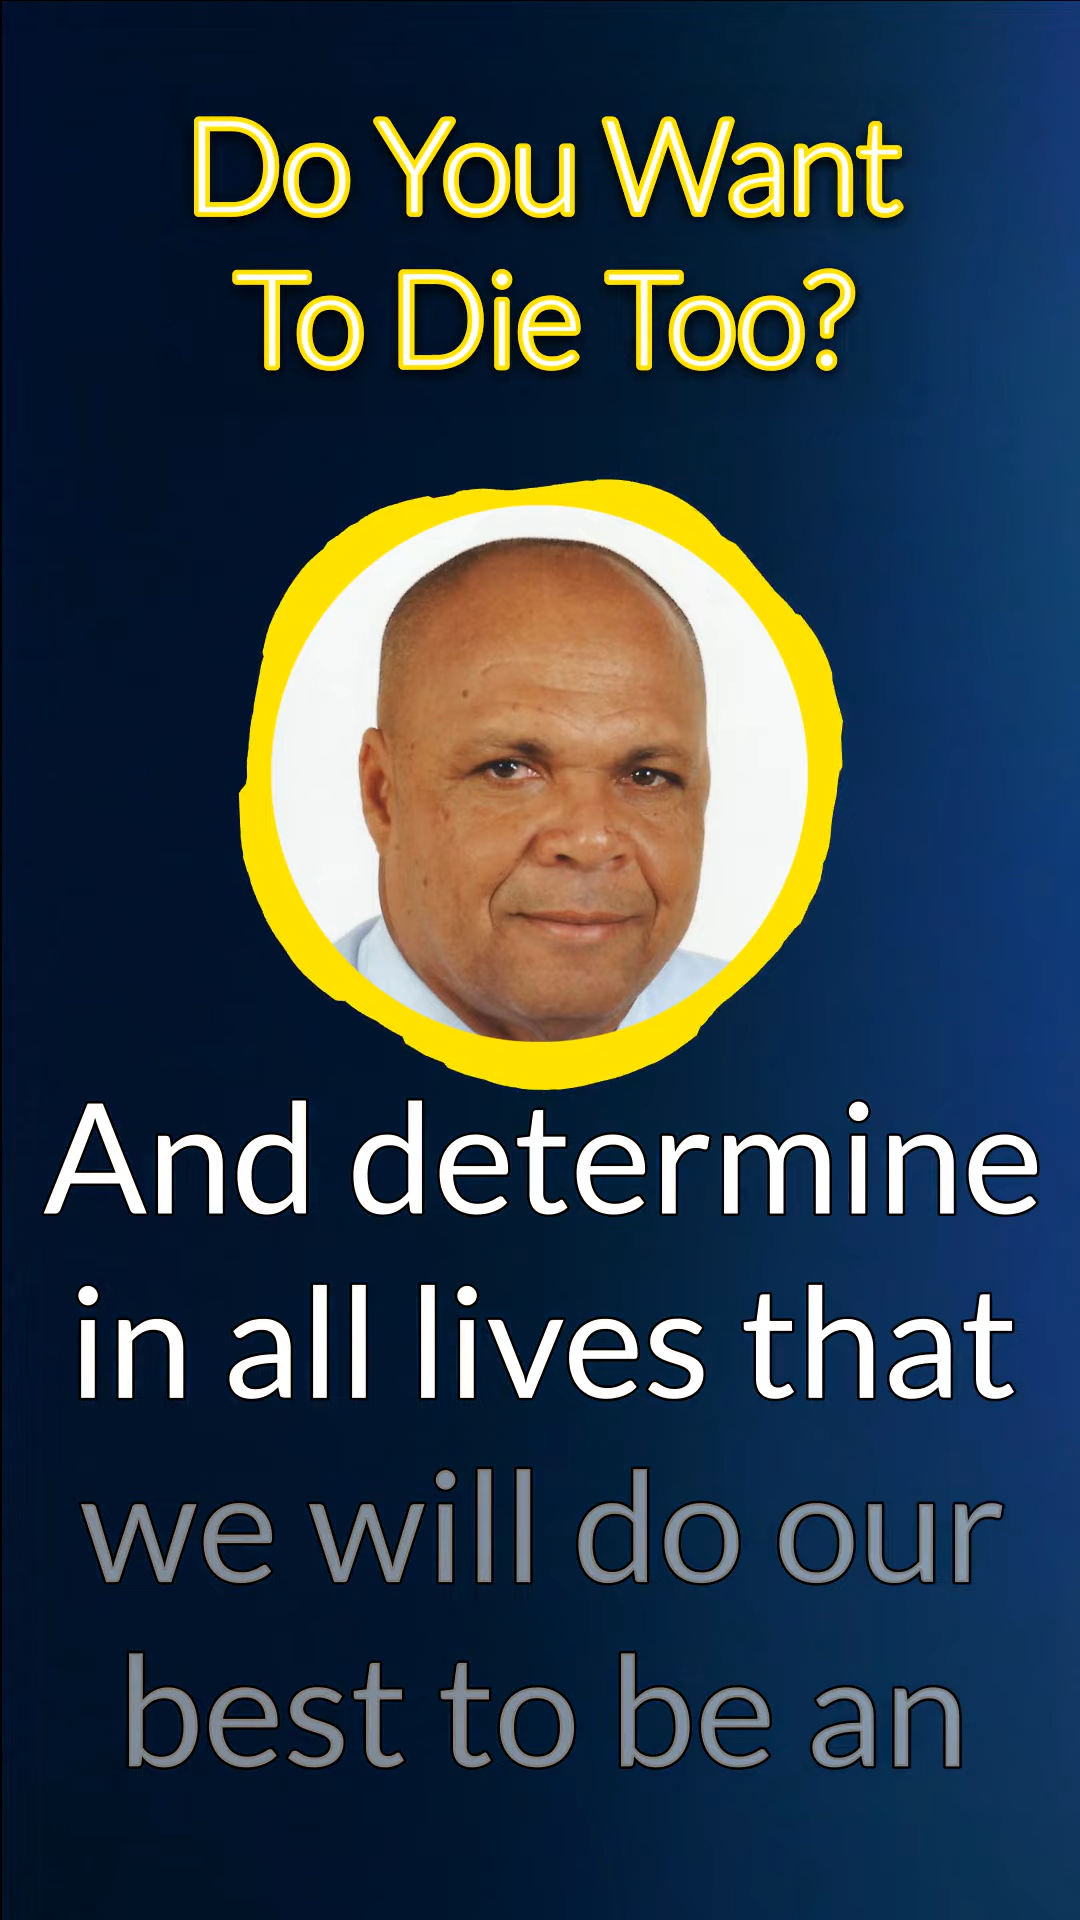 Do You Want
To Die Too?
And determine
in all lives that
we will do our
best to be an